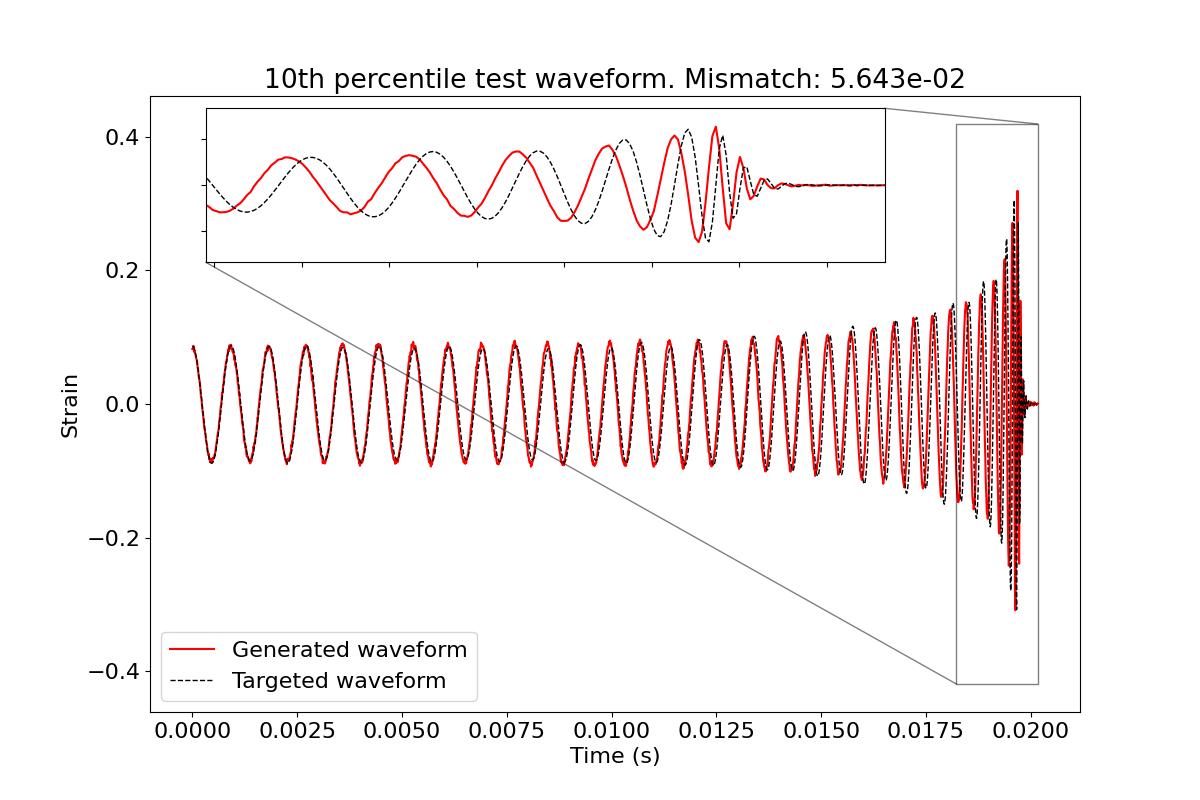 10th percentile test waveform. Mismatch: 5.643e-02
0.4
0.2
0.0
−0.2
−0.4
Strain
Generated waveform
Targeted waveform
0.0000 0.0025 0.0050 0.0075 0.0100 0.0125 0.0150 0.0175 0.0200
Time (s)